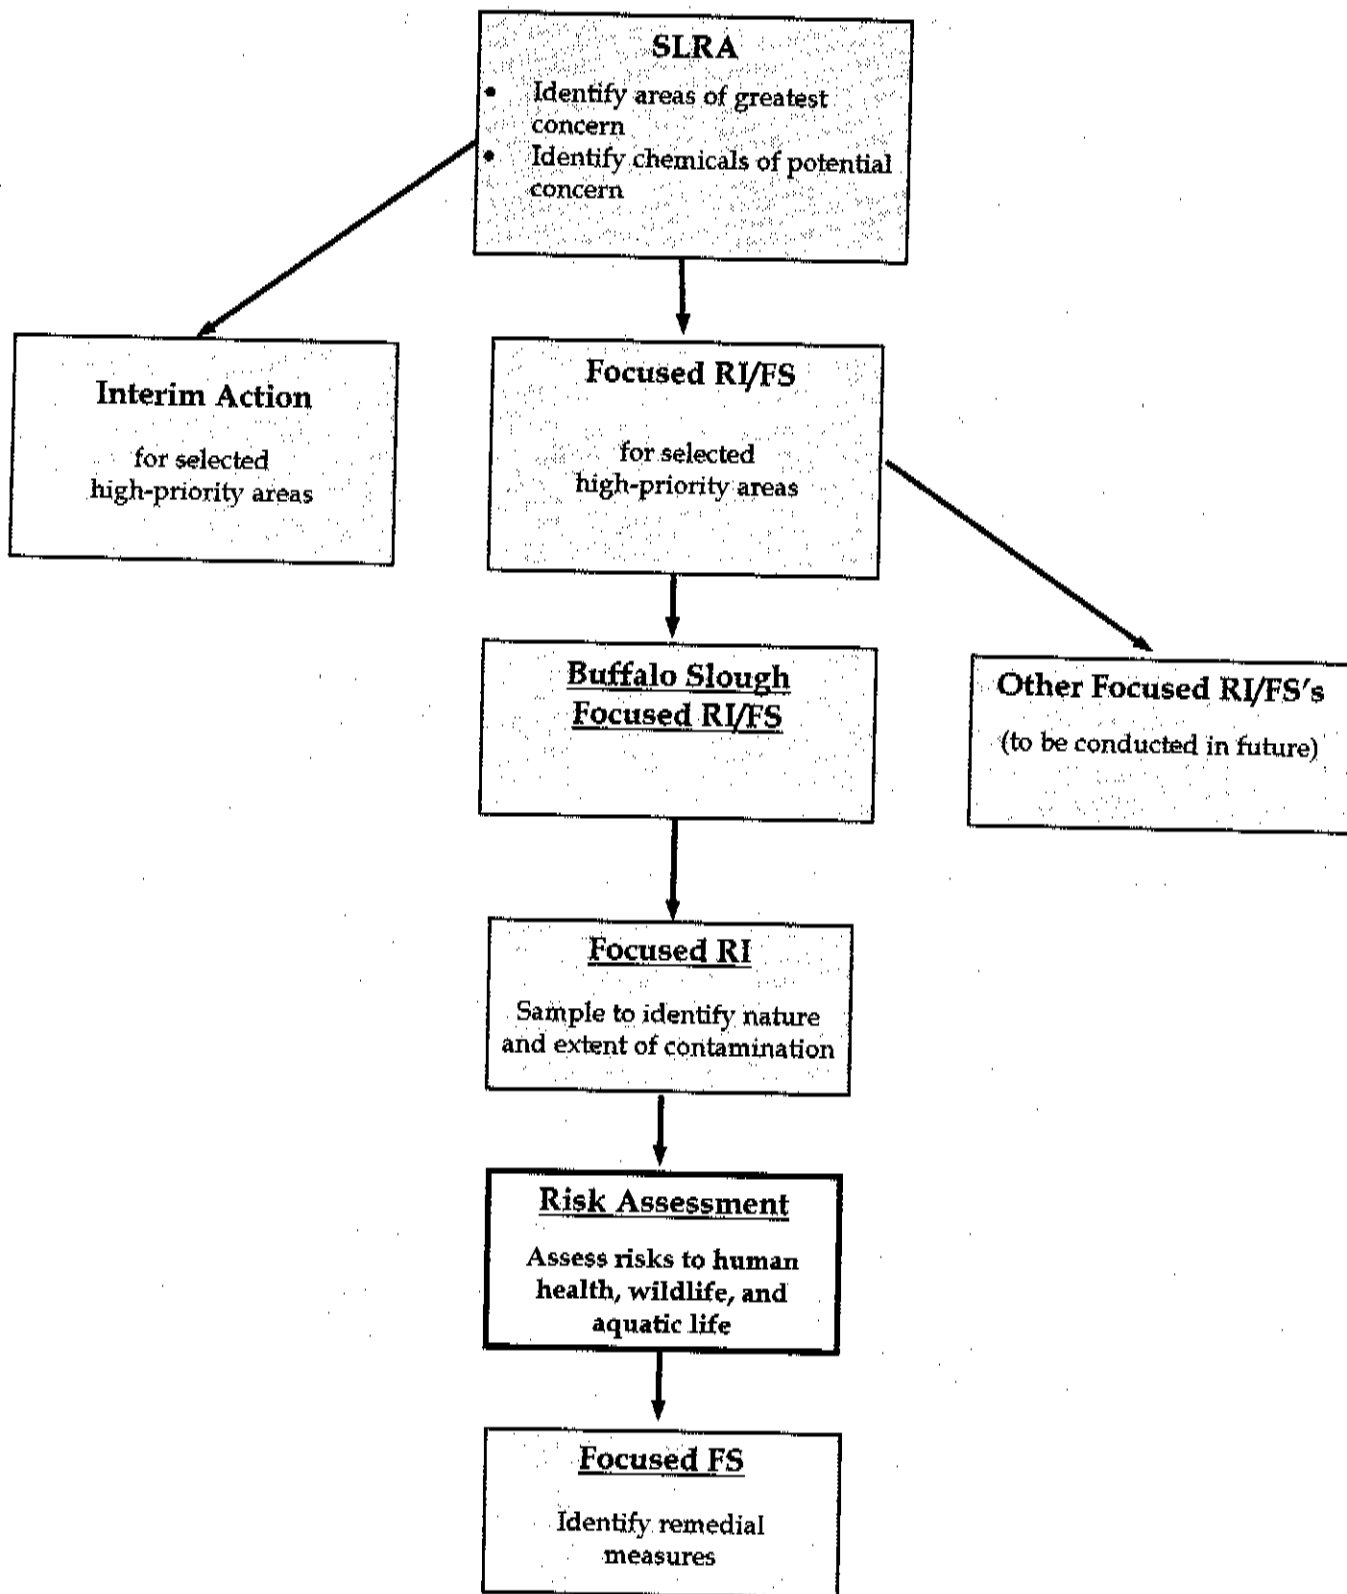 SLRA
• Identify areas of greatest
concern
• Identify chemicals of potential
concern
Interim Action
for selected
high-priority areas
Focused RI/FS
for selected
high-priority areas
Buffalo Slough
Focused RI/FS
Other Focused RI/FS's
(to be conducted in future)
Focused RI
Sample to identify nature
and extent of contamination
Risk Assessment
Assess risks to human
health, wildlife, and
aquatic life
Focused FS
Identify remedial
measures